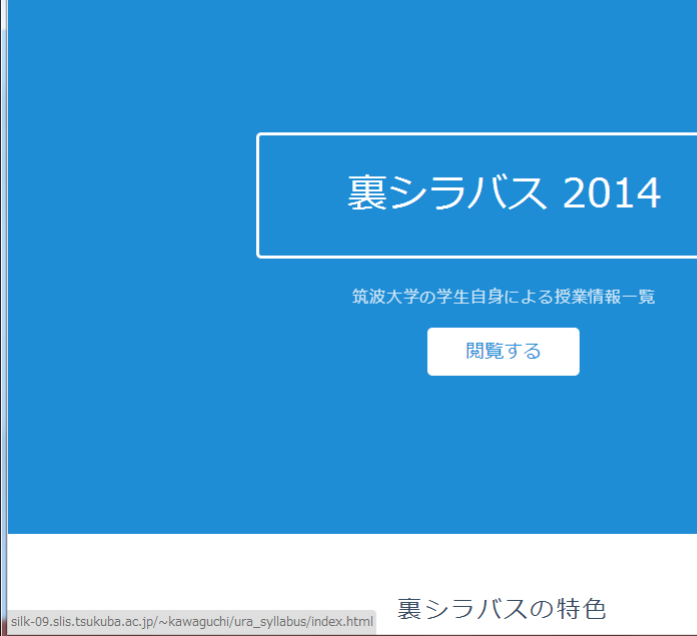 裏シラバス 2014
筑波大学の学生自身による授業情報一覧
閲覧する
裏シラバスの特色
silk-09.slis.tsukuba.ac.jp/~kawaguchi/ura_syllabus/index.html